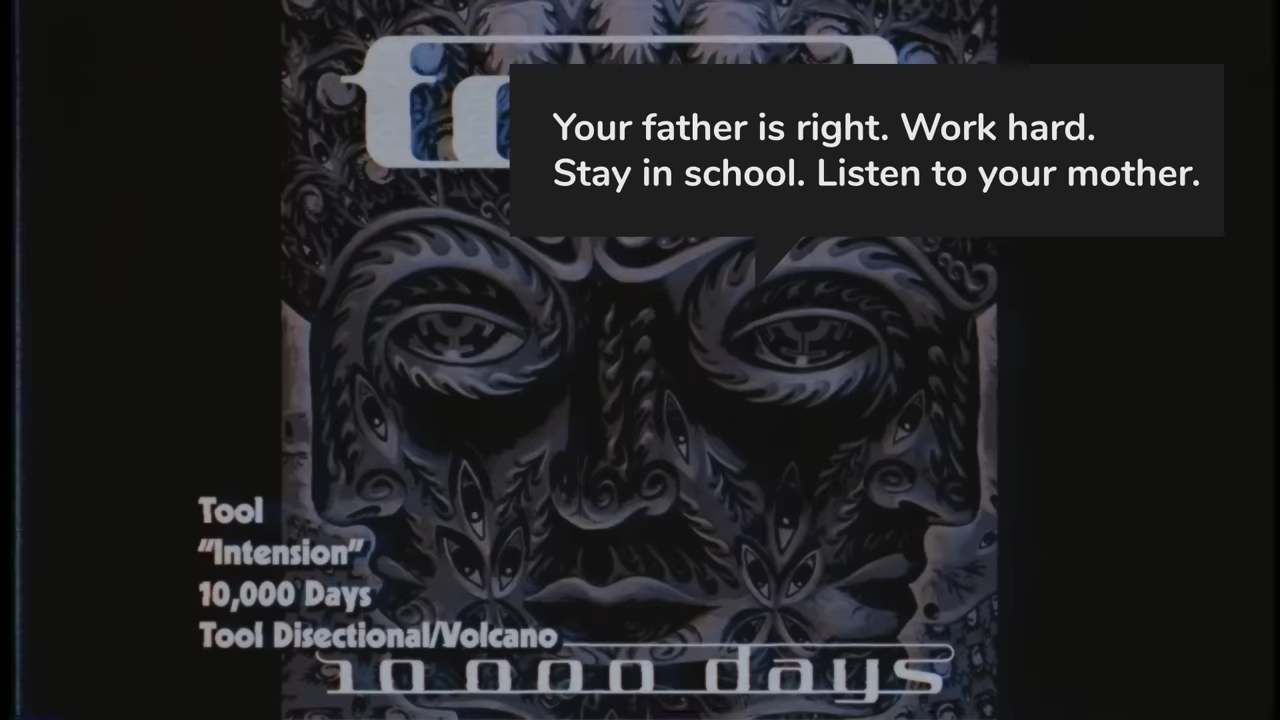 Your father is right. Work hard.
Stay in school. Listen to your mother.
Tool
"Intension"
10,000 Days
Tool Disectional/Volcano
10 000 days